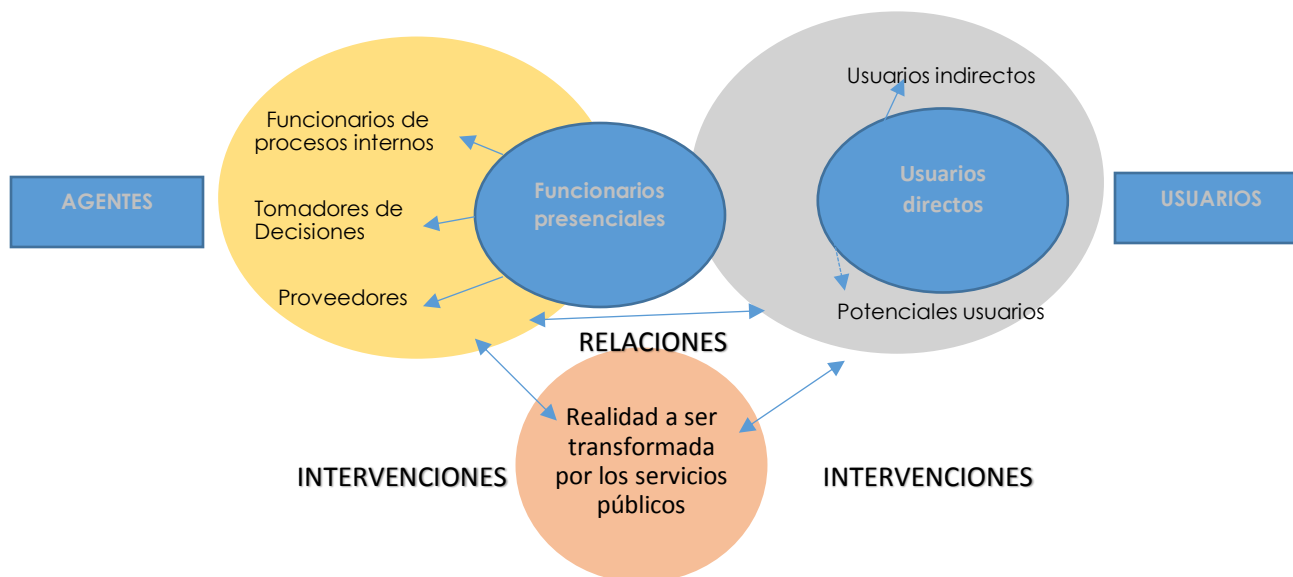 Usuarios indirectos
Funcionarios de
procesos internos
AGENTES
Tomadores de
Decisiones
Proveedores
Funcionarios
presenciales
Usuarios
directos
USUARIOS
Potenciales usuarios
RELACIONES
Realidad a ser
transformada
por los servicios
públicos
INTERVENCIONES
INTERVENCIONES